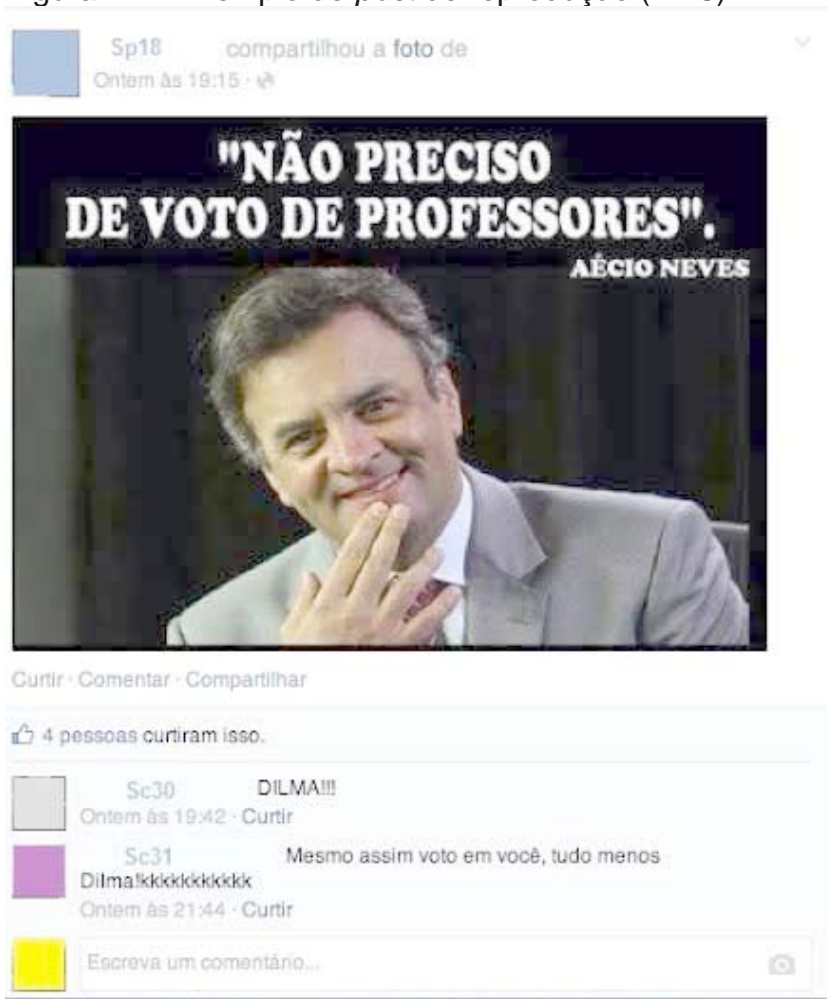 Sp18 compartilhou a foto de
Ontem às 19:15
"NÃO PRECISO
DE VOTO DE PROFESSORES".
AÉCIO NEVES
Curtir · Comentar · Compartilhar
4 pessoas curtiram isso.
Sc30 DILMA!!!
Ontem às 19:42 · Curtir
Sc31 Mesmo assim voto em você, tudo menos
Dilma!kkkkkkkkkkk
Ontem às 21:44 · Curtir
Escreva um comentário...